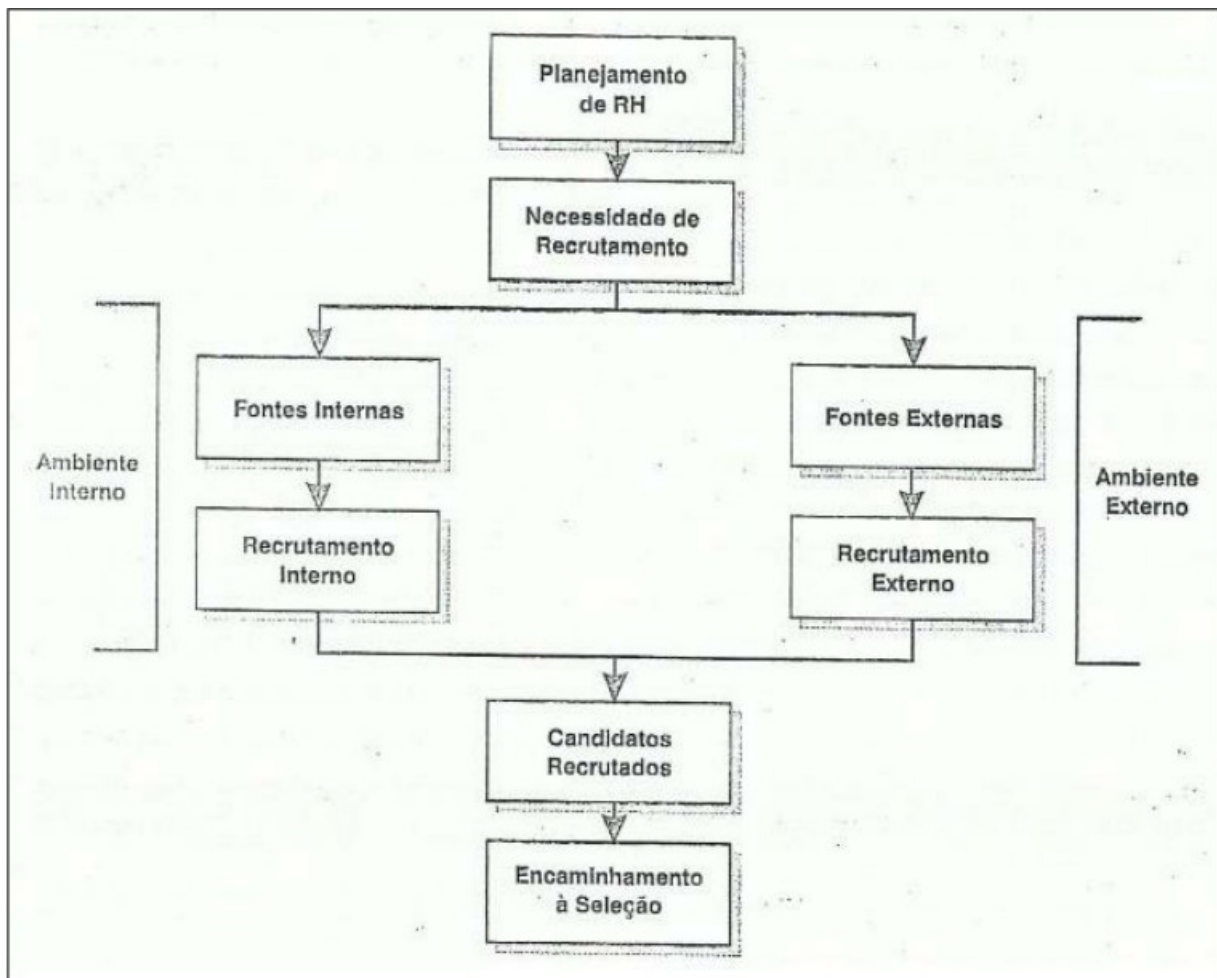 Planejamento
de RH
Necessidade de
Recrutamento
Fontes Internas
Fontes Externas
Ambiente
Interno
Ambiente
Externo
Recrutamento
Interno
Recrutamento
Externo
Candidatos
Recrutados
Encaminhamento
à Seleção